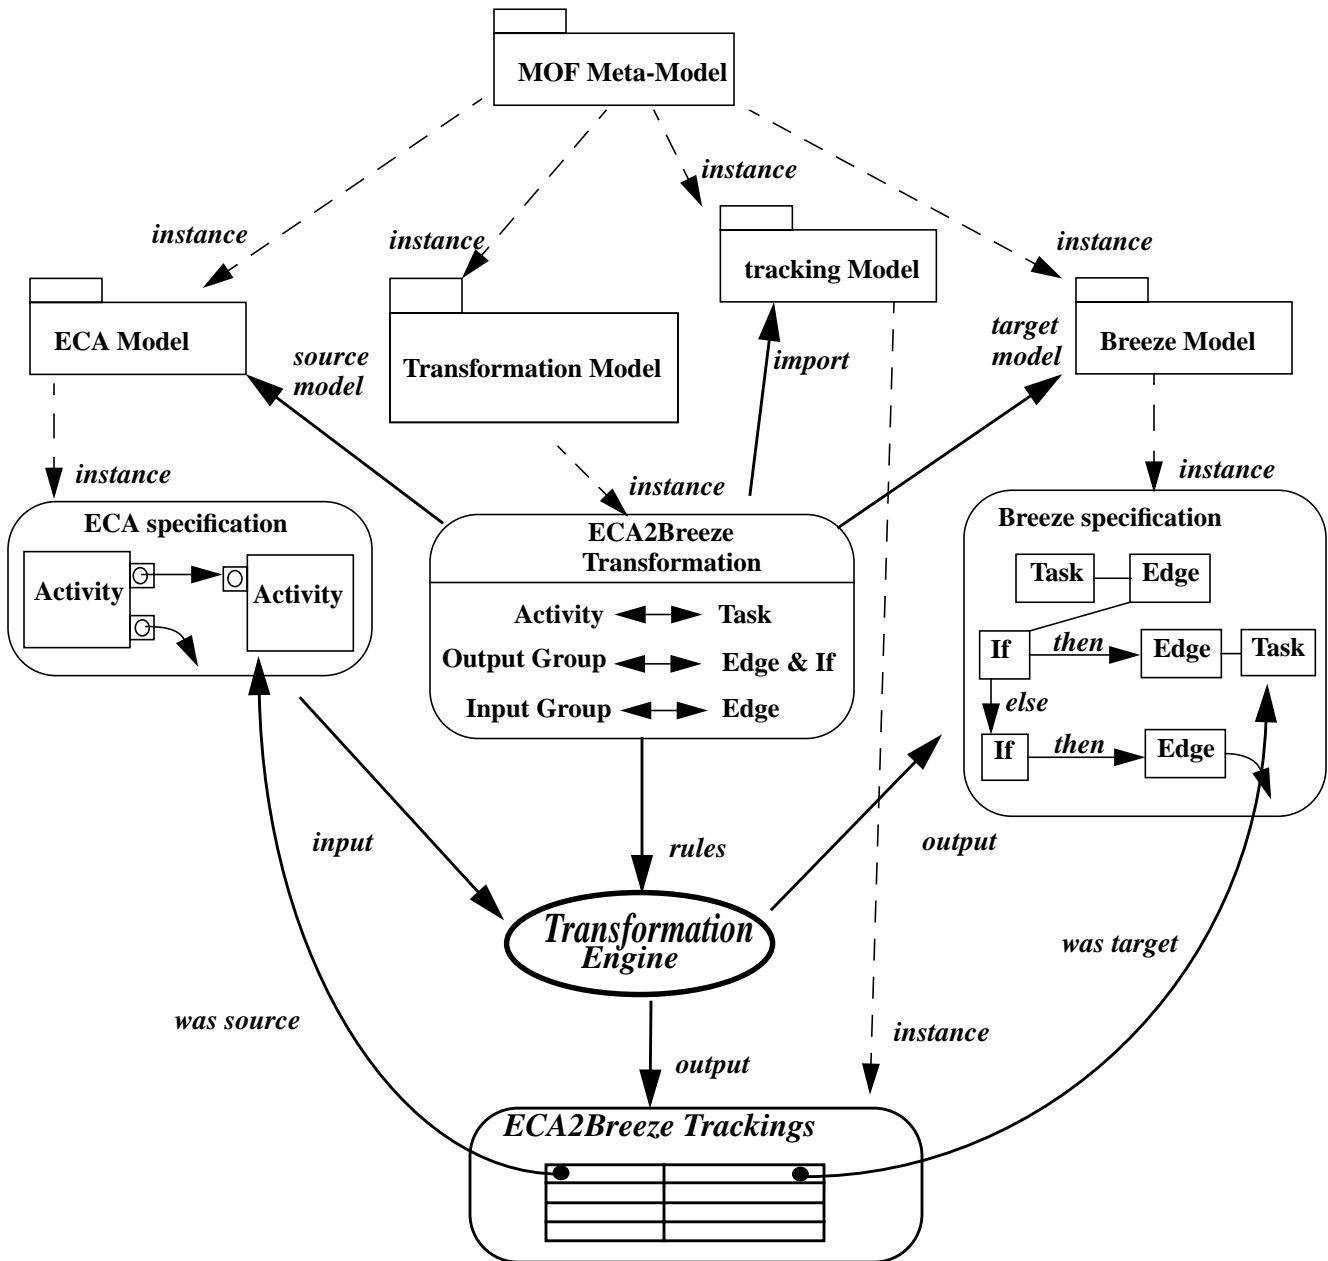 MOF Meta-Model
instance
instance
instance
instance
tracking Model
ECA Model
source
model
Transformation Model
import
target
model
Breeze Model
instance
instance
instance
ECA specification
Activity
Activity
ECA2Breeze
Transformation
Activity Task
Output Group Edge & If
Input Group Edge
Breeze specification
Task Edge
If then Edge Task
else
If then Edge
input
rules
output
Transformation
Engine
was target
was source
instance
output
ECA2Breeze Trackings